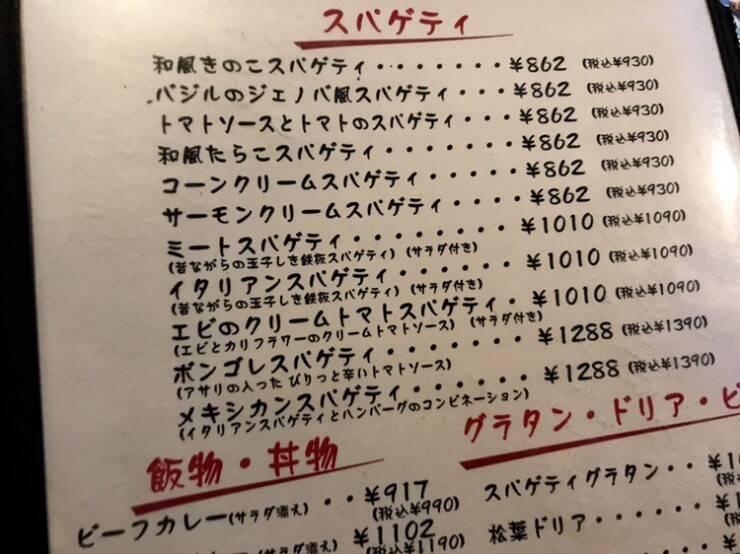 スパゲティ
和風きのこスパゲティ・・・・・・・¥862 (税込¥930)
バジルのジェノバ風スパゲティ・・・¥862 (税込¥930)
トマトソースとトマトのスパゲティ・・・¥862 (税込¥930)
和風たらこスパゲティ・・・・・・¥862 (税込¥930)
コーンクリームスパゲティ・・・・・¥862 (税込¥930)
サーモンクリームスパゲティ・・・・¥862 (税込¥930)
ミートスパゲティ・・・・・・・¥1010 (税込¥1090)
(昔ながらの玉子しき鉄板スパゲティ) (サラダ付き)
イタリアンスパゲティ・・・・・・¥1010 (税込¥1090)
(昔ながらの玉子しき鉄板スパゲティ) (サラダ付き)
エビのクリームトマトスパゲティ・¥1010 (税込¥1090)
(エビとカリフラワーのクリームトマトソース) (サラダ付き)
ボンゴレスパゲティ・・・・・・・¥1288 (税込¥1390)
(アサリの入った ぴりっと辛いトマトソース)
メキシカンスパゲティ・・・・・・¥1288 (税込¥1390)
(イタリアンスパゲティとハンバーグのコンビネーション)
飯物・丼物
ビーフカレー(サラダ添え)・・¥917
(税込¥990)
(サラダ添え) ¥1102
(税込¥1190)
グラタン・ドリア・ピ
スパゲティグラタン・・¥1
松葉ドリア・・・・・・¥1